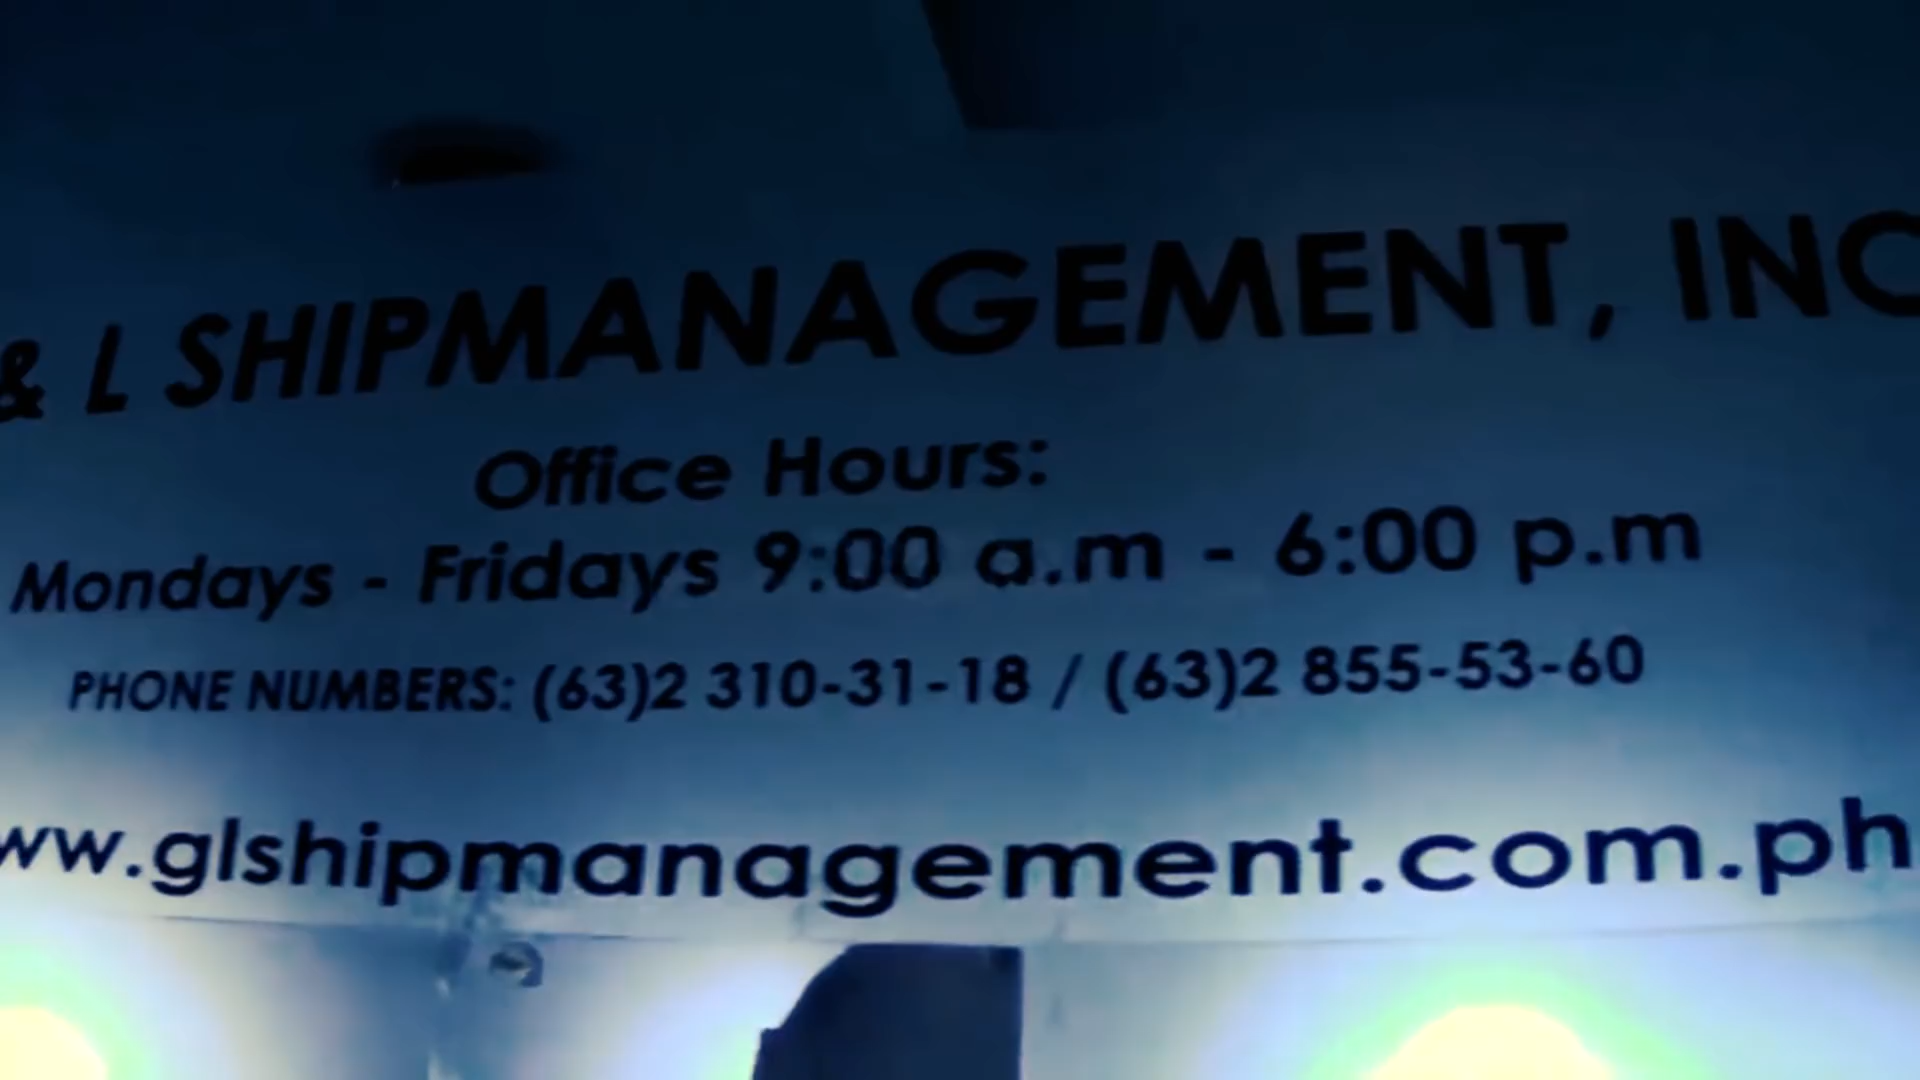 & L SHIPMANAGEMENT, INC
Office Hours:
Mondays - Fridays 9:00 a.m - 6:00 p.m
PHONE NUMBERS: (63)2 310-31-18 / (63)2 855-53-60
ww.glshipmanagement.com.ph